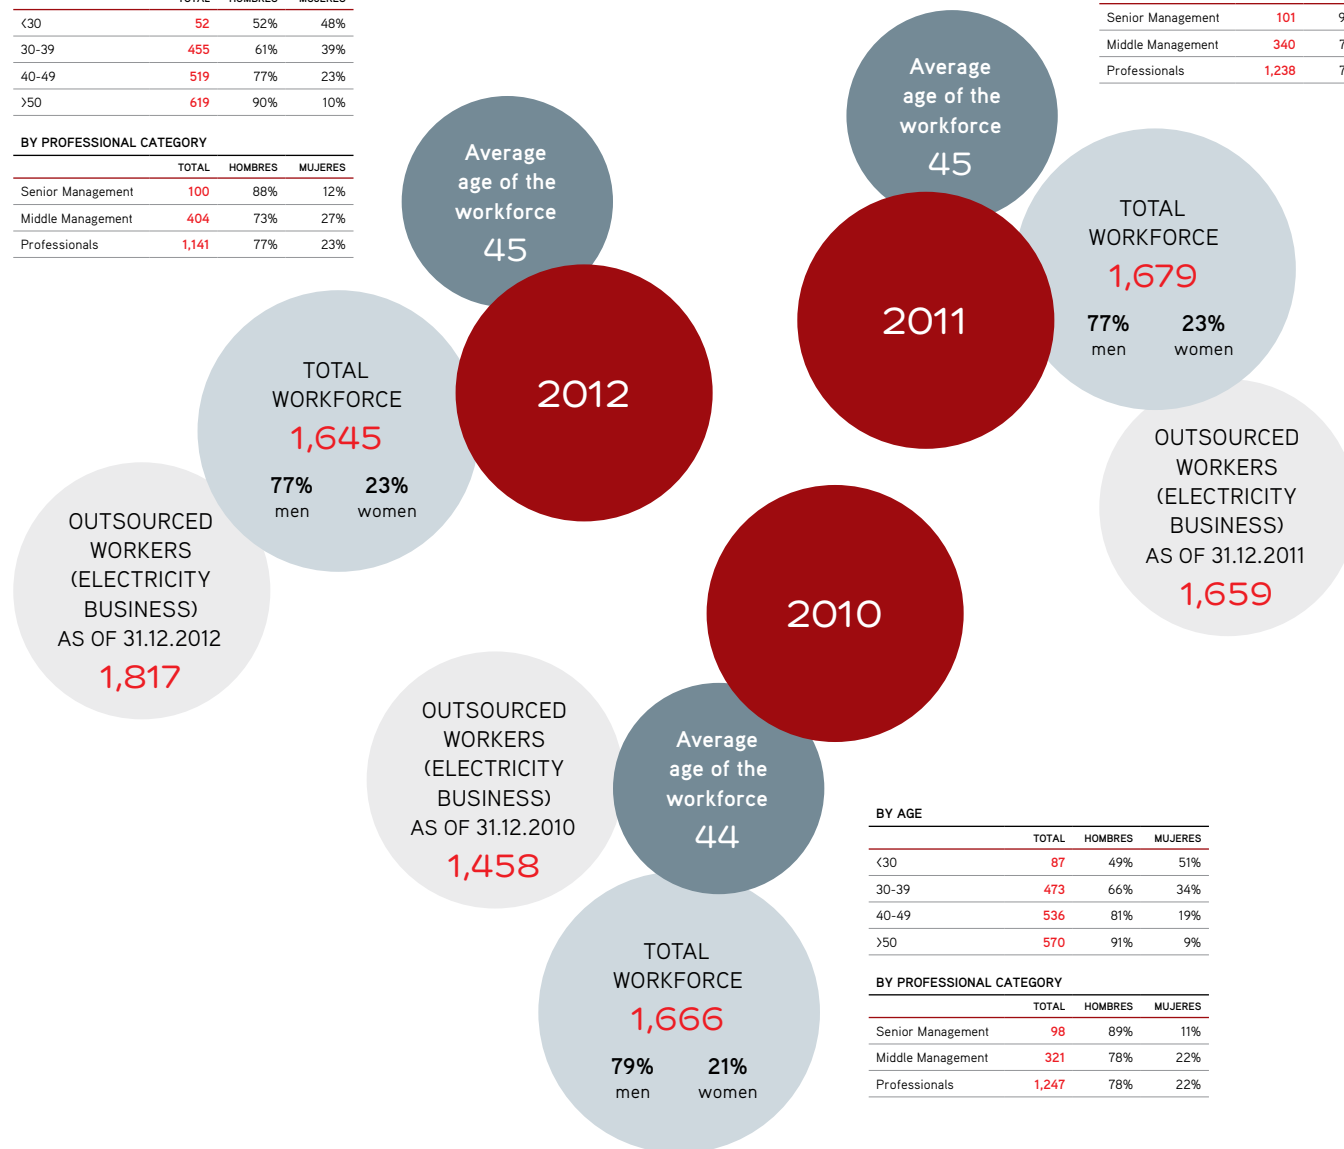 TOTAL HOMBRES MUJERES
<30 52 52% 48%
30-39 455 61% 39%
40-49 519 77% 23%
>50 619 90% 10%
BY PROFESSIONAL CATEGORY
TOTAL HOMBRES MUJERES
Senior Management 100 88% 12%
Middle Management 404 73% 27%
Professionals 1,141 77% 23%
Average
age of the
workforce
45
2012
TOTAL
WORKFORCE
1,645
77% 23%
men women
OUTSOURCED
WORKERS
(ELECTRICITY
BUSINESS)
AS OF 31.12.2012
1,817
Senior Management 101
Middle Management 340
Professionals 1,238
Average
age of the
workforce
45
2011
TOTAL
WORKFORCE
1,679
77% 23%
men women
OUTSOURCED
WORKERS
(ELECTRICITY
BUSINESS)
AS OF 31.12.2011
1,659
2010
OUTSOURCED
WORKERS
(ELECTRICITY
BUSINESS)
AS OF 31.12.2010
1,458
Average
age of the
workforce
44
TOTAL
WORKFORCE
1,666
79% 21%
men women
BY AGE
TOTAL HOMBRES MUJERES
<30 87 49% 51%
30-39 473 66% 34%
40-49 536 81% 19%
>50 570 91% 9%
BY PROFESSIONAL CATEGORY
TOTAL HOMBRES MUJERES
Senior Management 98 89% 11%
Middle Management 321 78% 22%
Professionals 1,247 78% 22%